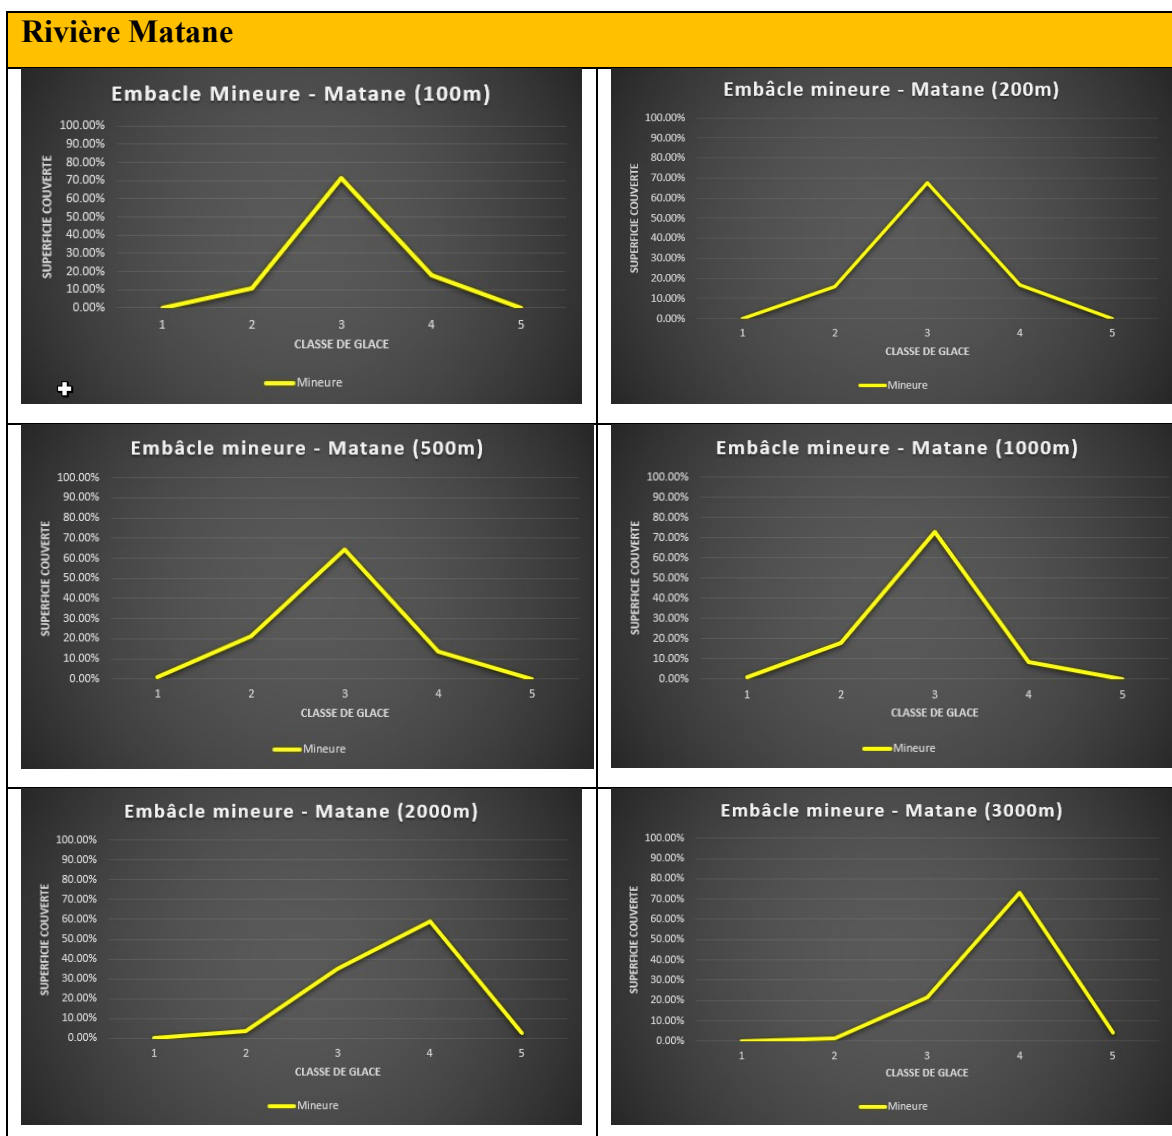 Rivière Matane
Embacle Mineure - Matane (100m)
100.00%
90.00%
80.00%
70.00%
60.00%
50.00%
40.00%
30.00%
20.00%
10.00%
0.00%
SUPERFICIE COUVERTE
1 2 3 4 5
CLASSE DE GLACE
Mineure
Embâcle mineure - Matane (200m)
100.00%
90.00%
80.00%
70.00%
60.00%
50.00%
40.00%
30.00%
20.00%
10.00%
0.00%
SUPERFICIE COUVERTE
1 2 3 4 5
CLASSE DE GLACE
Mineure
Embâcle mineure - Matane (500m)
100.00%
90.00%
80.00%
70.00%
60.00%
50.00%
40.00%
30.00%
20.00%
10.00%
0.00%
SUPERFICIE COUVERTE
1 2 3 4 5
CLASSE DE GLACE
Mineure
Embâcle mineure - Matane (1000m)
100.00%
90.00%
80.00%
70.00%
60.00%
50.00%
40.00%
30.00%
20.00%
10.00%
0.00%
SUPERFICIE COUVERTE
1 2 3 4 5
CLASSE DE GLACE
Mineure
Embâcle mineure - Matane (2000m)
100.00%
90.00%
80.00%
70.00%
60.00%
50.00%
40.00%
30.00%
20.00%
10.00%
0.00%
SUPERFICIE COUVERTE
1 2 3 4 5
CLASSE DE GLACE
Mineure
Embâcle mineure - Matane (3000m)
100.00%
90.00%
80.00%
70.00%
60.00%
50.00%
40.00%
30.00%
20.00%
10.00%
0.00%
SUPERFICIE COUVERTE
1 2 3 4 5
CLASSE DE GLACE
Mineure